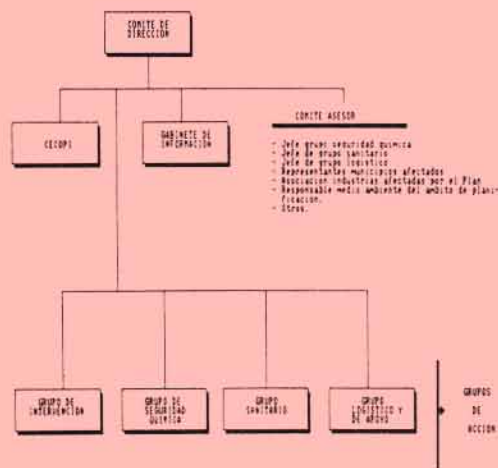 COMITE DE
DIRECCION
CECOPI
GABINETE DE
INFORMACION
COMITE ASESOR
- Jefe grupo seguridad quimica
- Jefe de grupo sanitario
- Jefe de grupo logistico
- Representantes municipios afectados
- Asociacion industrias afectadas por el Plan
- Responsable medio ambiente del ambito de plani-
ficacion.
- Otros.
GRUPO DE
INTERVENCION
GRUPO DE
SEGURIDAD
QUIMICA
GRUPO
SANITARIO
GRUPO
LOGISTICO Y
DE APOYO
GRUPOS
DE
ACCION